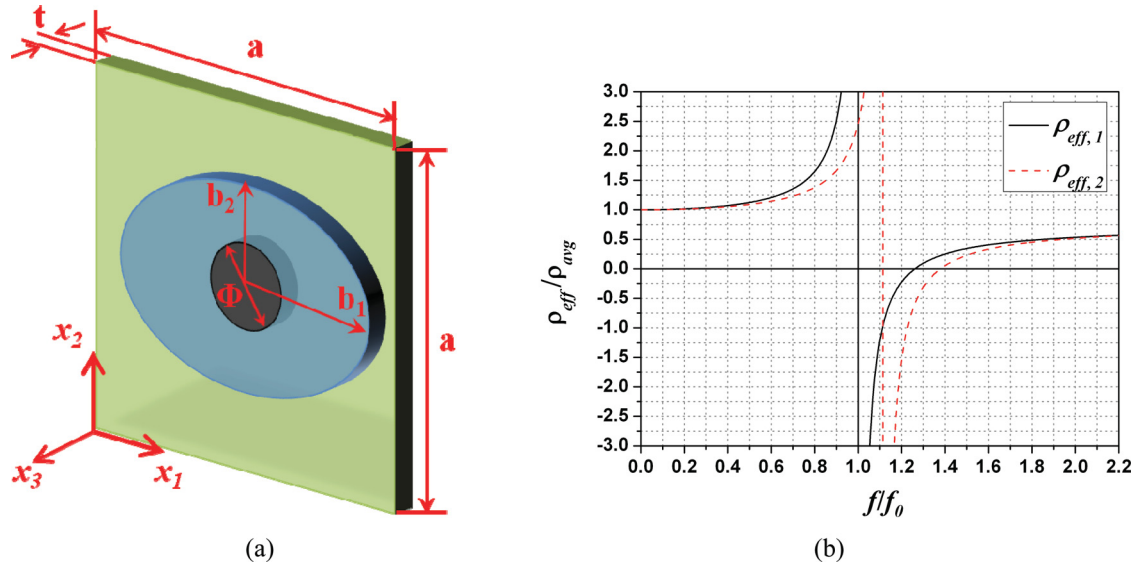 t
a
b₂
Φ
b₁
a
x₂
x₃
x₁
(a)
3.0
2.5
2.0
1.5
1.0
0.5
0.0
-0.5
-1.0
-1.5
-2.0
-2.5
-3.0
ρeff/ρavg
ρeff, 1
ρeff, 2
0.0 0.2 0.4 0.6 0.8 1.0 1.2 1.4 1.6 1.8 2.0 2.2
f/f₀
(b)